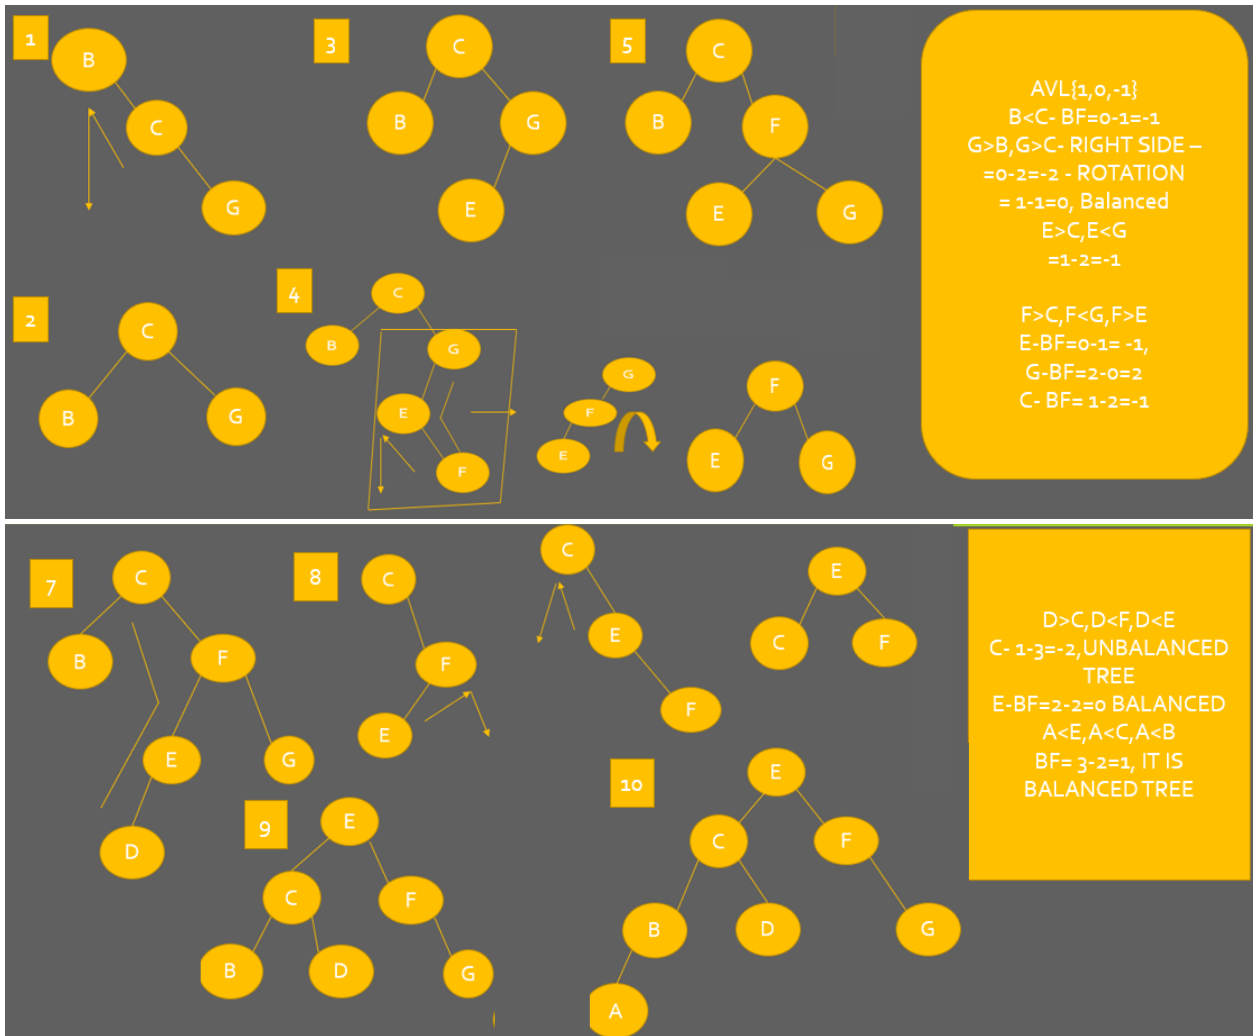 1
B
C
G
3
C
B
G
E
5
C
B
F
E
G
AVL{1,0,-1}
B<C- BF=0-1=-1
G>B,G>C- RIGHT SIDE –
=0-2=-2 - ROTATION
= 1-1=0, Balanced
E>C,E<G
=1-2=-1
F>C,F<G,F>E
E-BF=0-1= -1,
G-BF=2-0=2
C- BF= 1-2=-1
2
C
B
G
4
C
B
G
E
F
G
F
E
F
E
G
7
C
B
F
E
G
D
8
C
F
E
C
E
F
E
C
F
D>C,D<F,D<E
C- 1-3=-2,UNBALANCED
TREE
E-BF=2-2=0 BALANCED
A<E,A<C,A<B
BF= 3-2=1, IT IS
BALANCED TREE
9
E
C
F
B
D
G
10
E
C
F
B
D
G
A